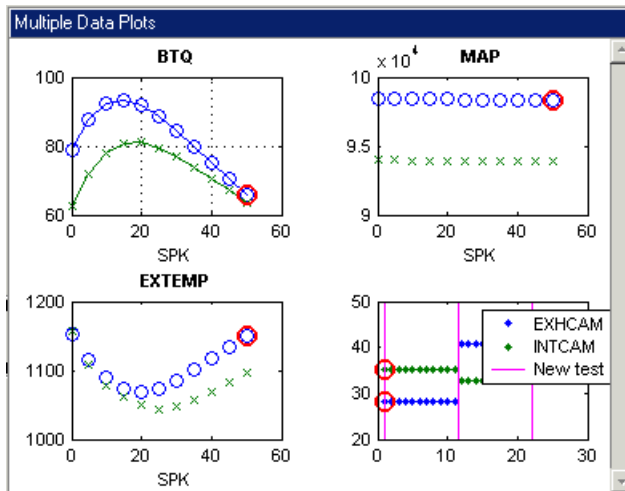 Multiple Data Plots
BTQ
100
80
60
0 20 40 60
SPK
MAP
x 10^4
10
9.5
9
0 20 40 60
SPK
EXTEMP
1200
1100
1000
0 20 40 60
SPK
50
40
30
20
0 10 20 30
EXHCAM
INTCAM
New test